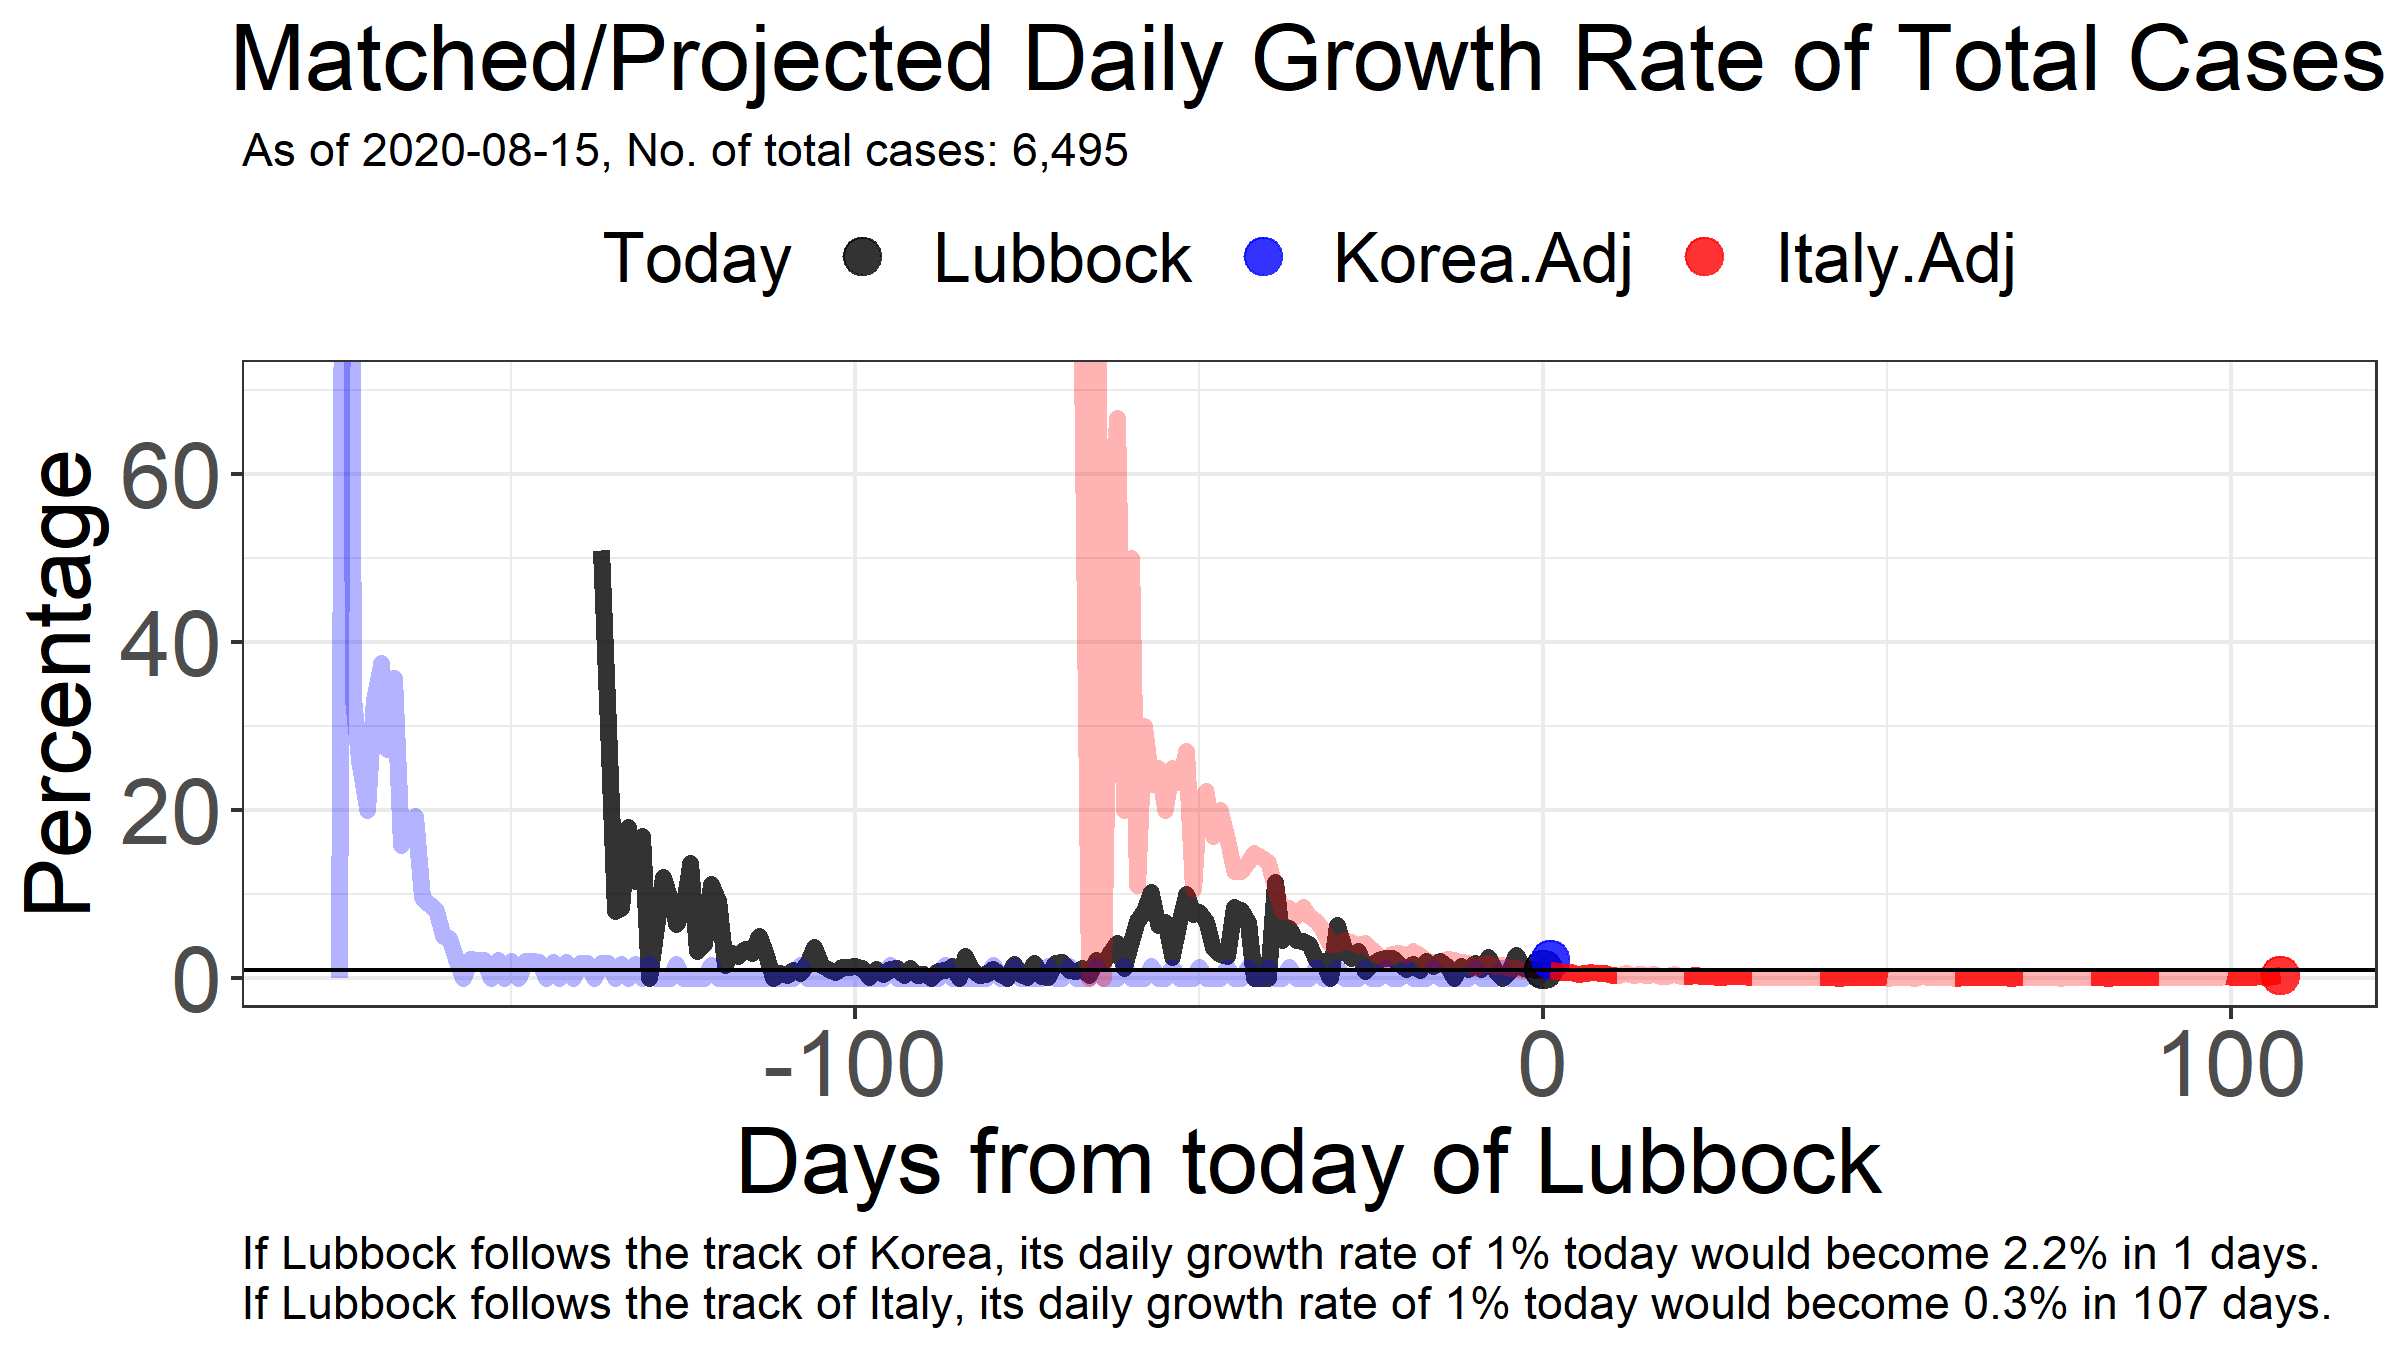 Matched/Projected Daily Growth Rate of Total Cases
As of 2020-08-15, No. of total cases: 6,495
Today Lubbock Korea.Adj Italy.Adj
Percentage
60
40
20
0
-100 0 100
Days from today of Lubbock
If Lubbock follows the track of Korea, its daily growth rate of 1% today would become 2.2% in 1 days.
If Lubbock follows the track of Italy, its daily growth rate of 1% today would become 0.3% in 107 days.